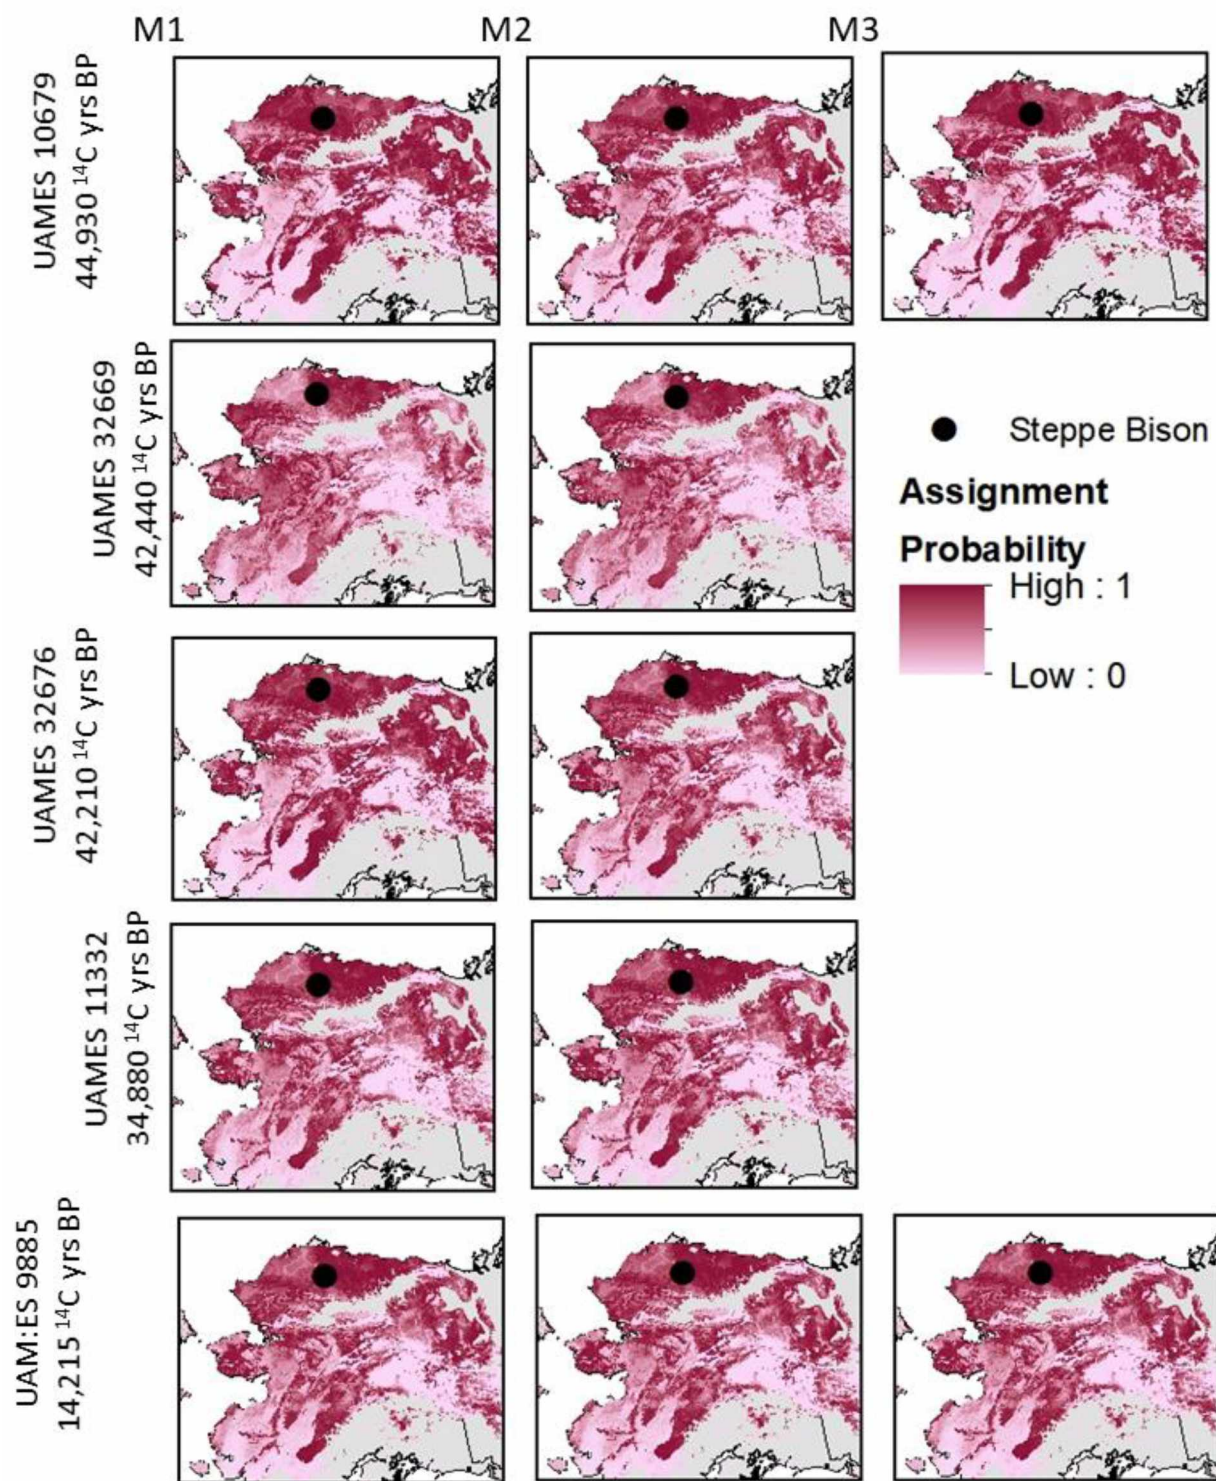 M1 M2 M3
UAMES 10679
44,930 ¹⁴C yrs BP
UAMES 32669
42,440 ¹⁴C yrs BP
Steppe Bison
Assignment
Probability
High : 1
Low : 0
UAMES 32676
42,210 ¹⁴C yrs BP
UAMES 11332
34,880 ¹⁴C yrs BP
UAM:ES 9885
14,215 ¹⁴C yrs BP